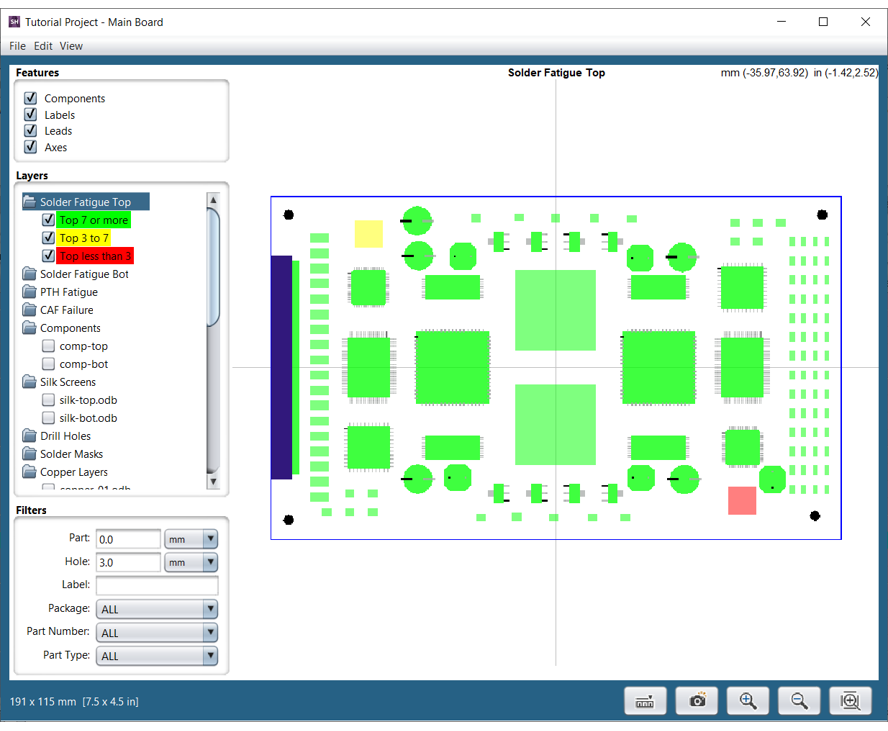 SH Tutorial Project - Main Board
File Edit View
Features
Solder Fatigue Top
mm (-35.97,63.92) in (-1.42,2.52)
Components
Labels
Leads
Axes
Layers
Solder Fatigue Top
Top 7 or more
Top 3 to 7
Top less than 3
Solder Fatigue Bot
PTH Fatigue
CAF Failure
Components
comp-top
comp-bot
Silk Screens
silk-top.odb
silk-bot.odb
Drill Holes
Solder Masks
Copper Layers
copper-01.odb
Filters
Part: 0.0 mm
Hole: 3.0 mm
Label:
Package: ALL
Part Number: ALL
Part Type: ALL
191 x 115 mm [7.5 x 4.5 in]